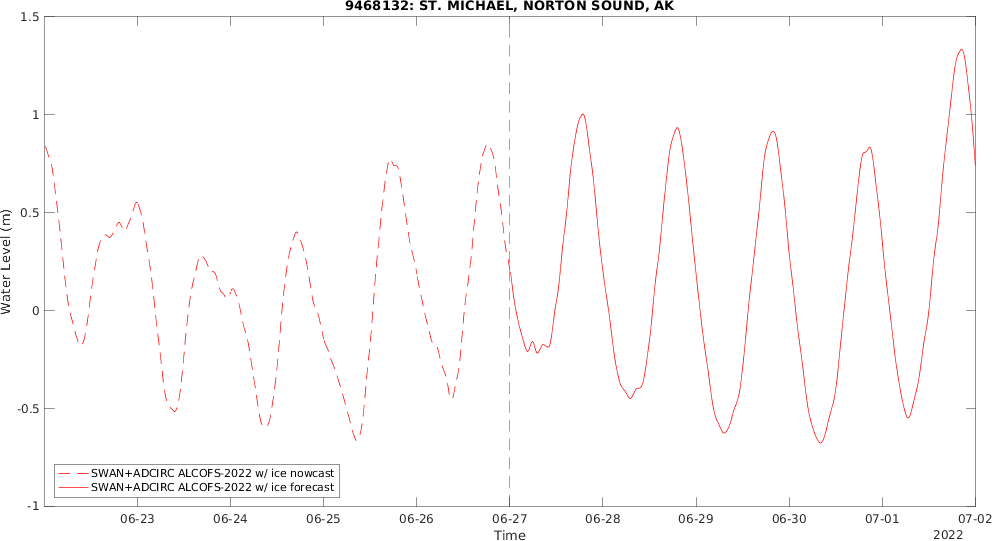 9468132: ST. MICHAEL, NORTON SOUND, AK
1.5
1
0.5
0
-0.5
-1
Water Level (m)
SWAN+ADCIRC ALCOFS-2022 w/ ice nowcast
SWAN+ADCIRC ALCOFS-2022 w/ ice forecast
06-23 06-24 06-25 06-26 06-27 06-28 06-29 06-30 07-01 07-02
Time
2022